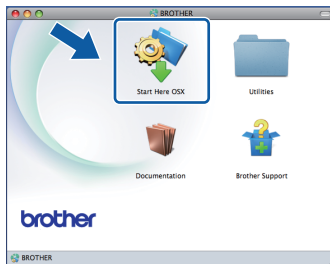 BROTHER
Start Here OSX
Utilities
Documentation
Brother Support
brother
BROTHER